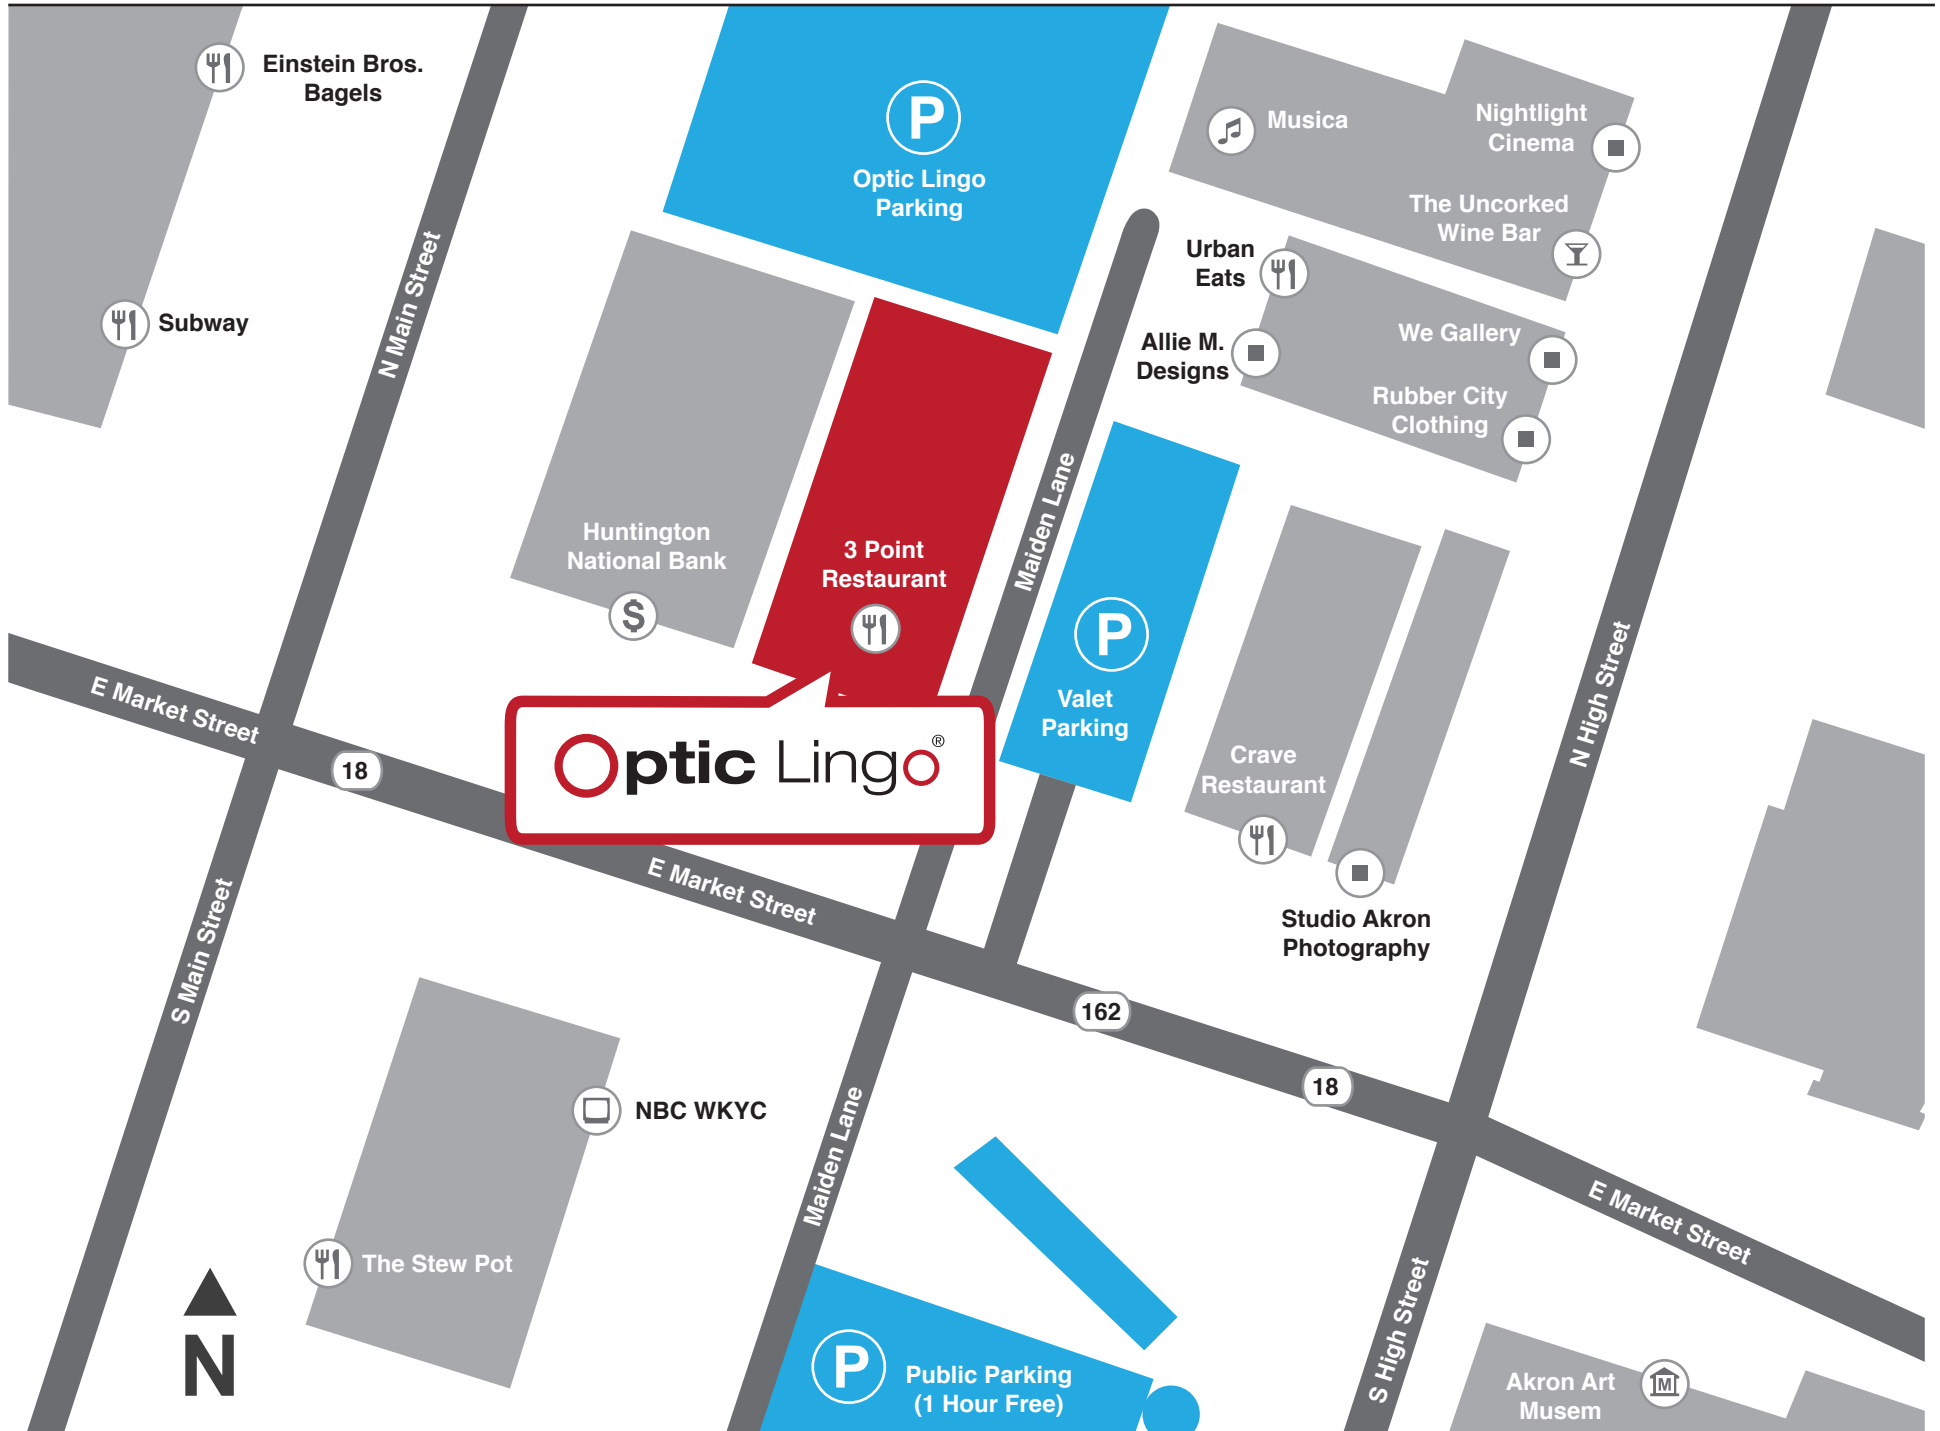 Einstein Bros.
Bagels
P
Optic Lingo
Parking
Musica
Nightlight
Cinema
The Uncorked
Wine Bar
Urban
Eats
N Main Street
Subway
Allie M.
Designs
We Gallery
Rubber City
Clothing
Huntington
National Bank
$
3 Point
Restaurant
Maiden Lane
P
Valet
Parking
N High Street
E Market Street
18
Optic Lingo®
Crave
Restaurant
E Market Street
Studio Akron
Photography
S Main Street
162
18
NBC WKYC
Maiden Lane
The Stew Pot
E Market Street
N
P
Public Parking
(1 Hour Free)
S High Street
Akron Art
Musem
M